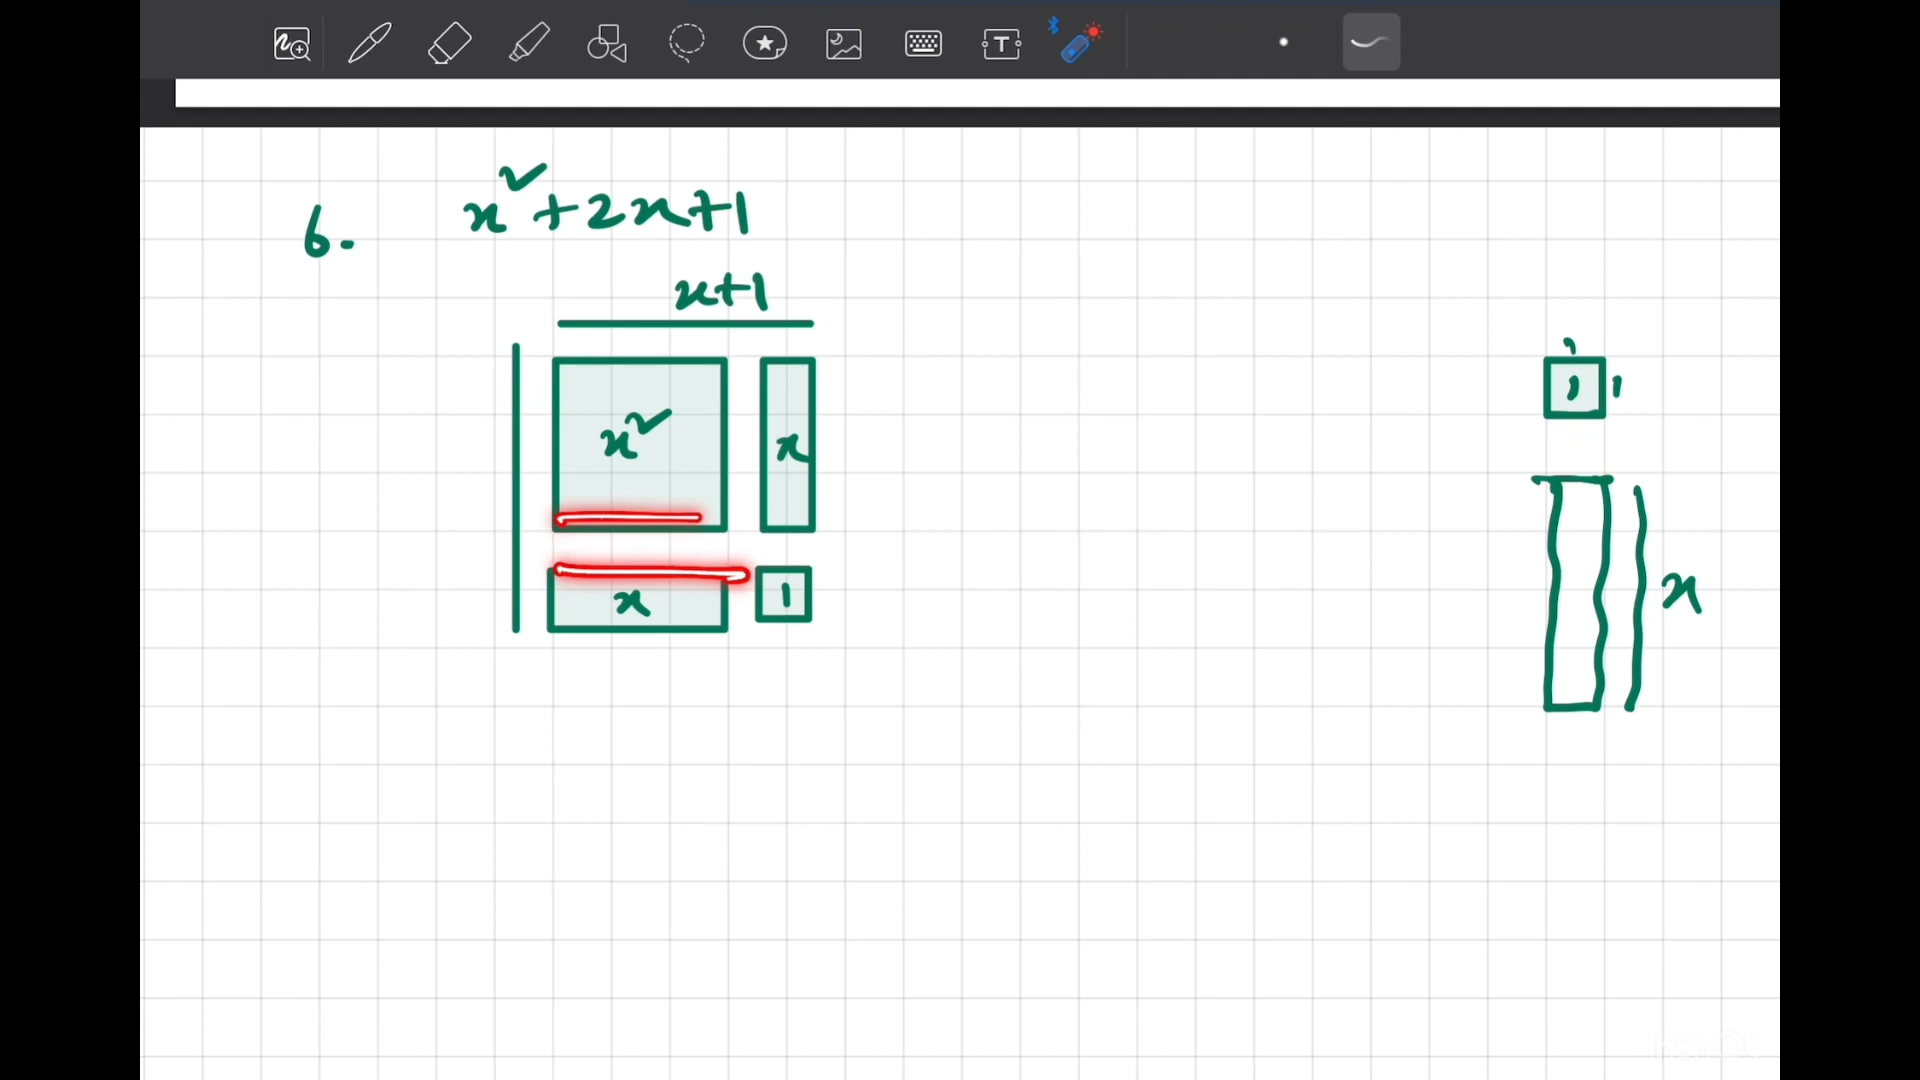 6. x²+2x+1
x+1
x² x
x 1
1
1 1
x